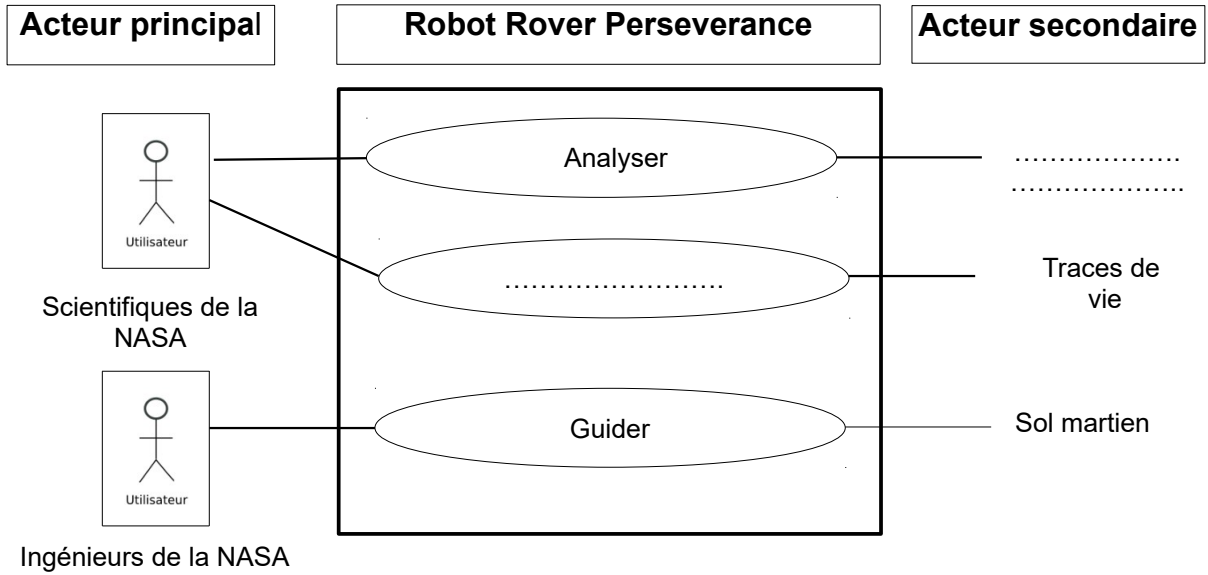 Acteur principal
Robot Rover Perseverance
Acteur secondaire
Utilisateur
Scientifiques de la
NASA
Analyser
……………….
………………..
…………………….
Traces de
vie
Utilisateur
Ingénieurs de la NASA
Guider
Sol martien